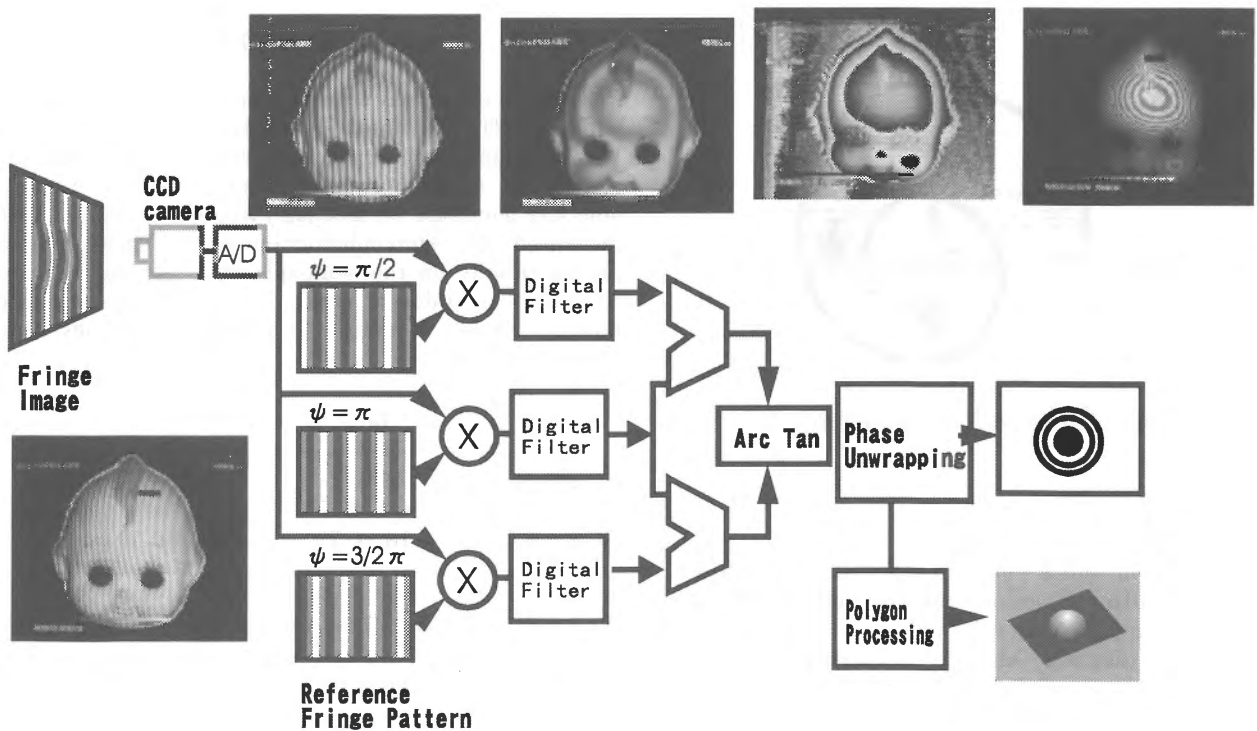 CCD
camera
A/D
Fringe
Image
ψ = π/2
X
Digital
Filter
ψ = π
X
Digital
Filter
ψ = 3/2 π
X
Digital
Filter
Reference
Fringe Pattern
Arc Tan
Phase
Unwrapping
Polygon
Processing